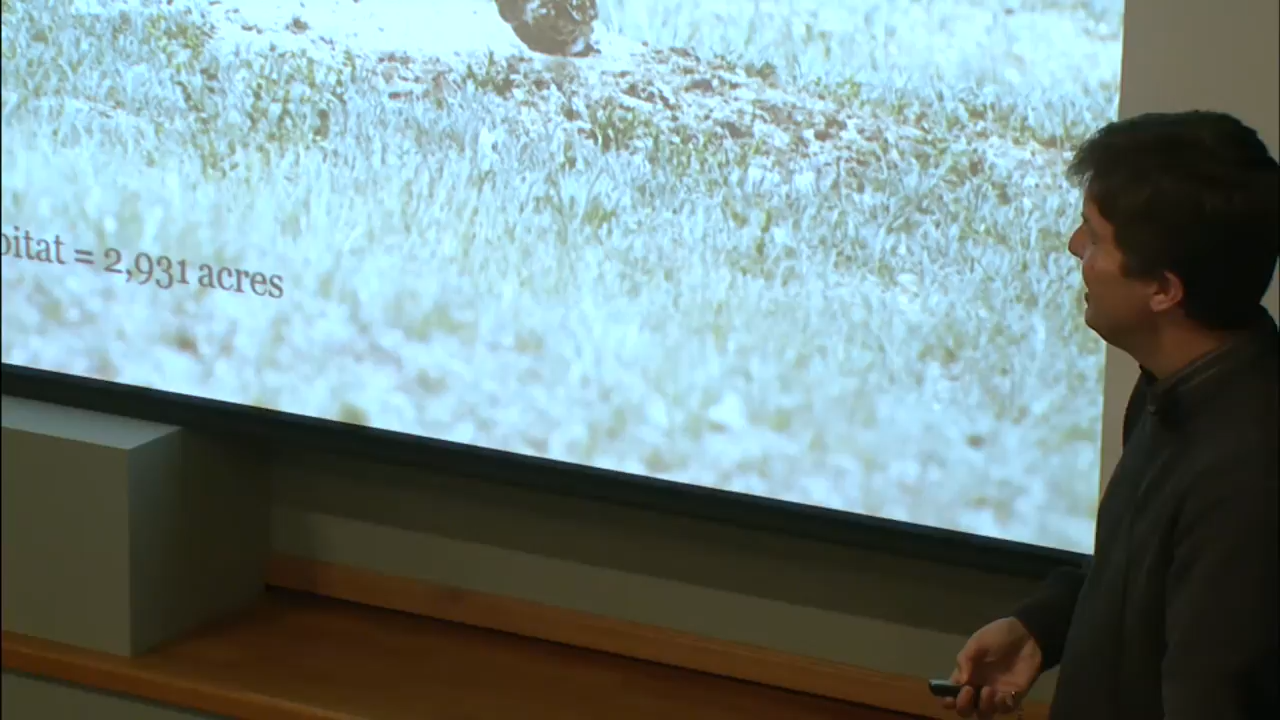 bitat = 2,931 acres